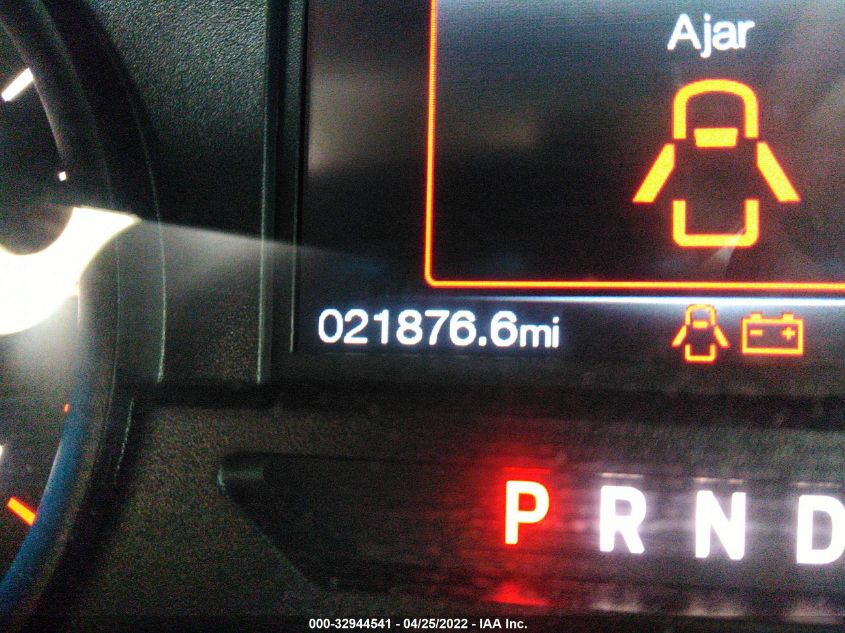 Ajar
021876.6mi
P R N D
000-32944541 - 04/25/2022 - IAA Inc.